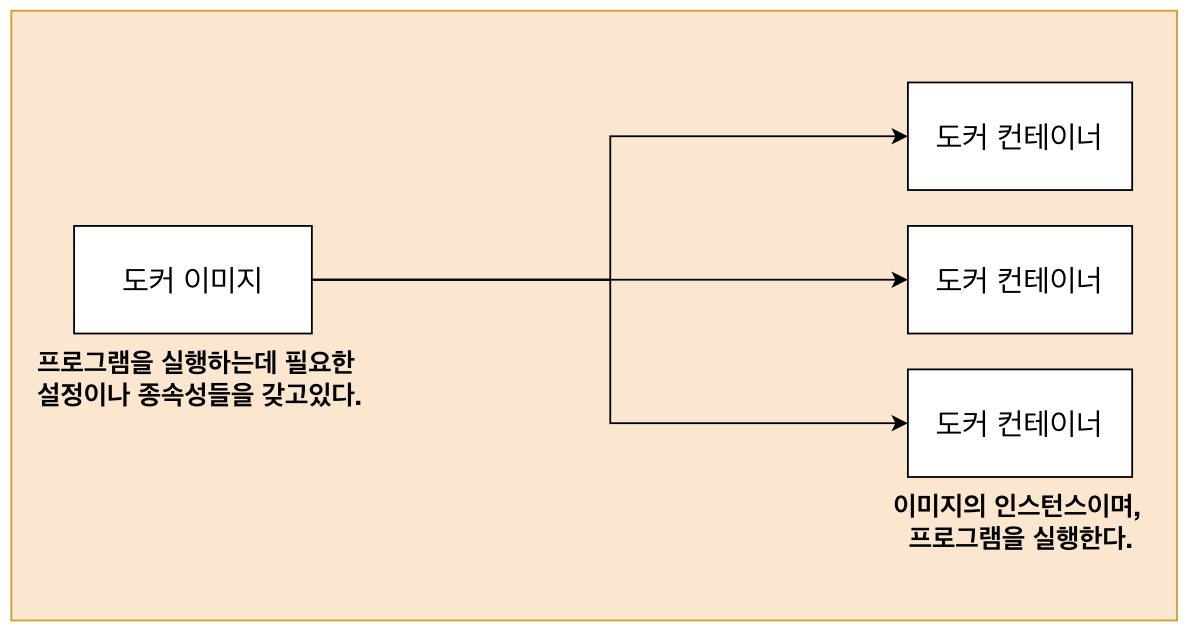 도커 컨테이너
도커 이미지
도커 컨테이너
프로그램을 실행하는데 필요한
설정이나 종속성들을 갖고있다.
도커 컨테이너
이미지의 인스턴스이며,
프로그램을 실행한다.